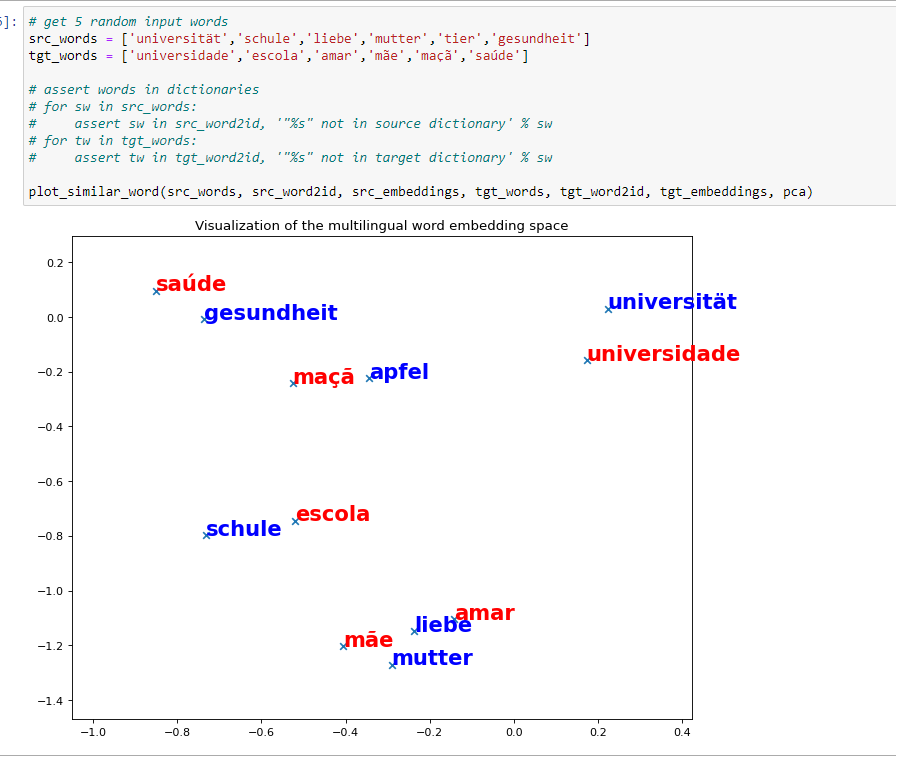 5]: # get 5 random input words
src_words = ['universität','schule','liebe','mutter','tier','gesundheit']
tgt_words = ['universidade','escola','amar','mãe','maçã','saúde']
# assert words in dictionaries
# for sw in src_words:
#     assert sw in src_word2id, '"%s" not in source dictionary' % sw
# for tw in tgt_words:
#     assert tw in tgt_word2id, '"%s" not in target dictionary' % sw
plot_similar_word(src_words, src_word2id, src_embeddings, tgt_words, tgt_word2id, tgt_embeddings, pca)
Visualization of the multilingual word embedding space
0.2
0.0
−0.2
−0.4
−0.6
−0.8
−1.0
−1.2
−1.4
saúde
gesundheit
universität
universidade
maçã
apfel
escola
schule
amar
liebe
mãe
mutter
−1.0
−0.8
−0.6
−0.4
−0.2
0.0
0.2
0.4